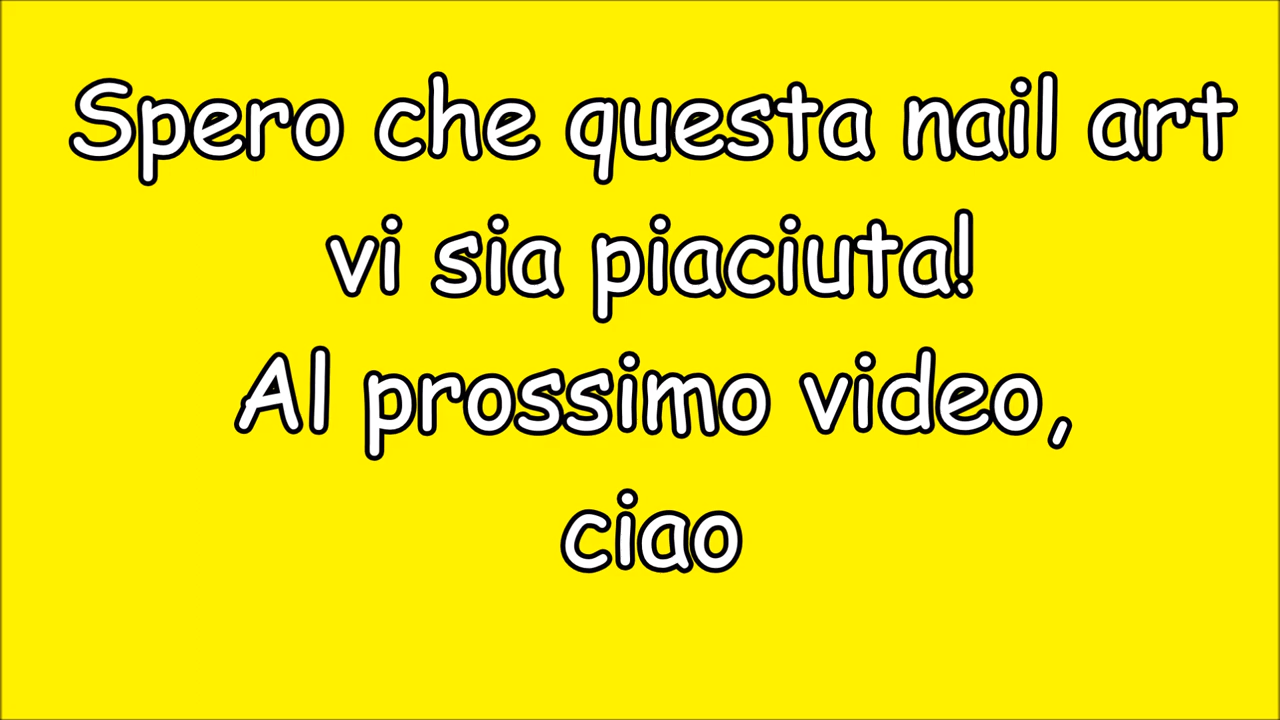 Spero che questa nail art
vi sia piaciuta!
Al prossimo video,
ciao